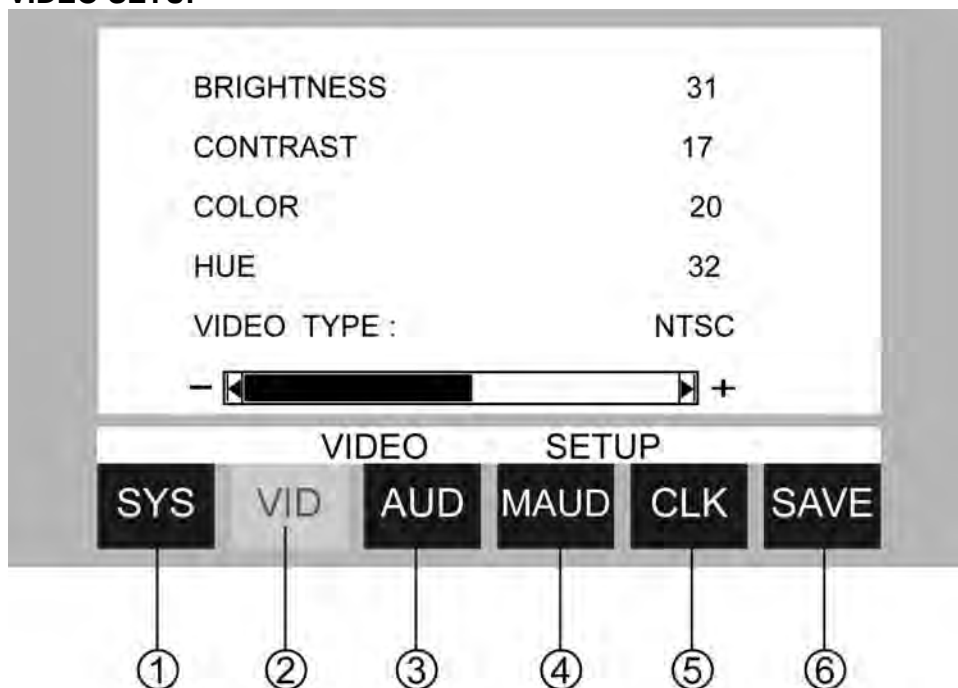 BRIGHTNESS 31
CONTRAST 17
COLOR 20
HUE 32
VIDEO TYPE : NTSC
− +
VIDEO SETUP
SYS VID AUD MAUD CLK SAVE
① ② ③ ④ ⑤ ⑥